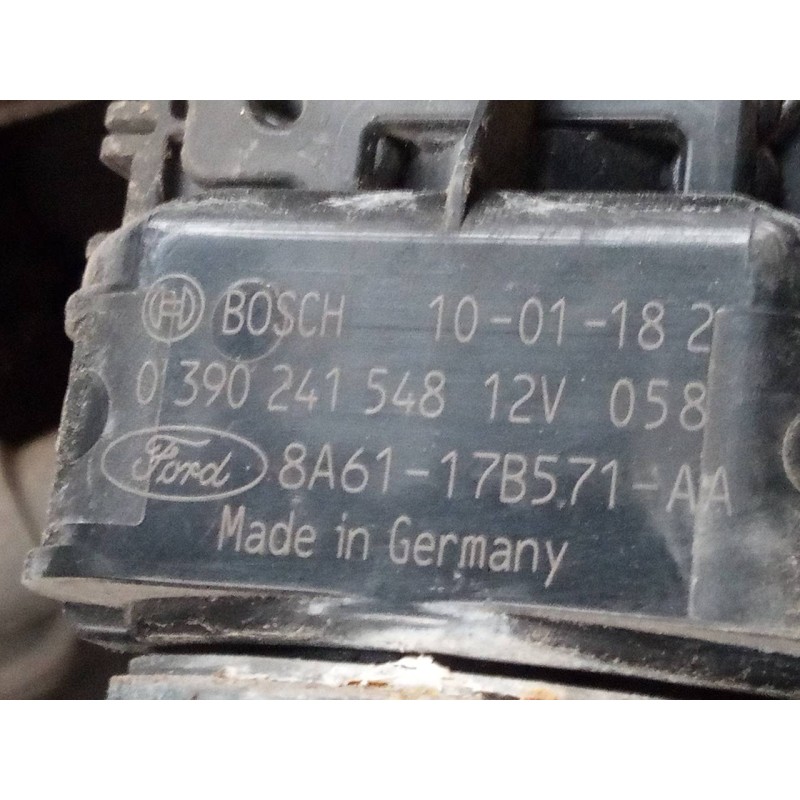 BOSCH 10-01-18 2
0 390 241 548 12V 058
Ford 8A61-17B571-AA
Made in Germany